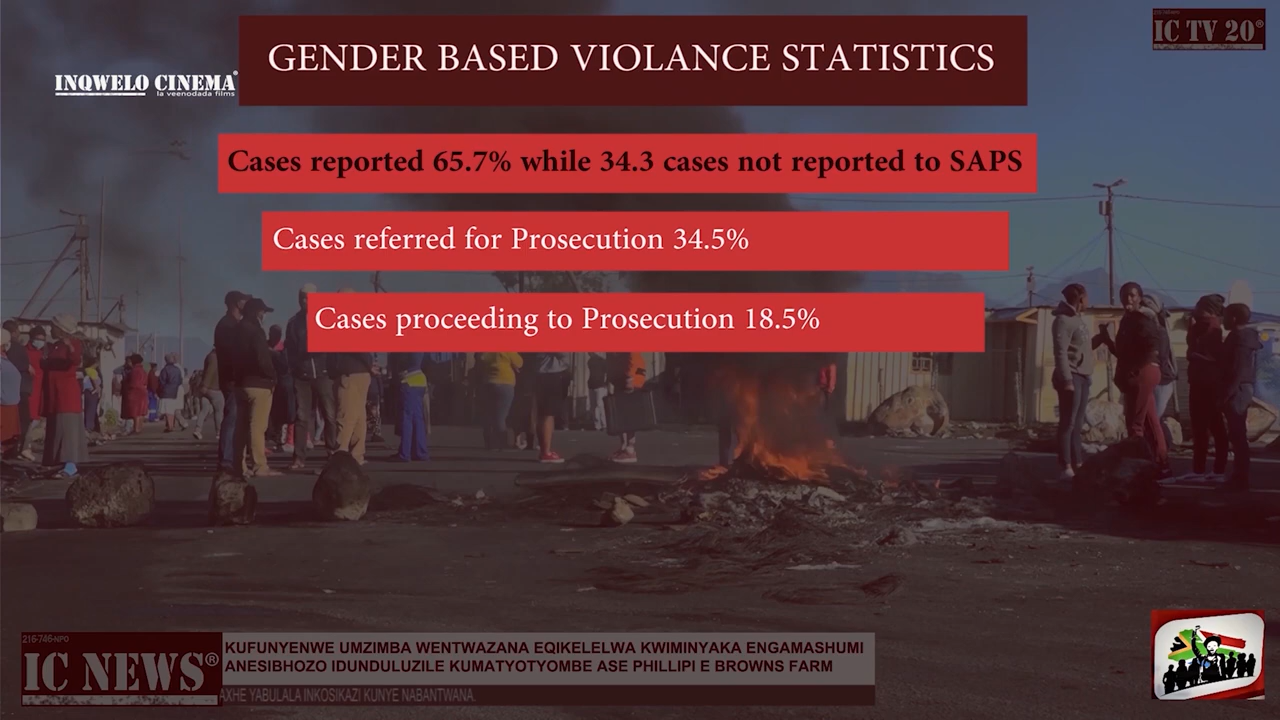 GENDER BASED VIOLANCE STATISTICS
IC TV 20®
INQWELO CINEMA®
la veenodada films
Cases reported 65.7% while 34.3 cases not reported to SAPS
Cases referred for Prosecution 34.5%
Cases proceeding to Prosecution 18.5%
216-746-NPO
IC NEWS®
KUFUNYENWE UMZIMBA WENTWAZANA EQIKELELWA KWIMINYAKA ENGAMASHUMI
ANESIBHOZO IDUNDULUZILE KUMATYOTYOMBE ASE PHILLIPI E BROWNS FARM
AXHE YABULALA INKOSIKAZI KUNYE NABANTWANA.